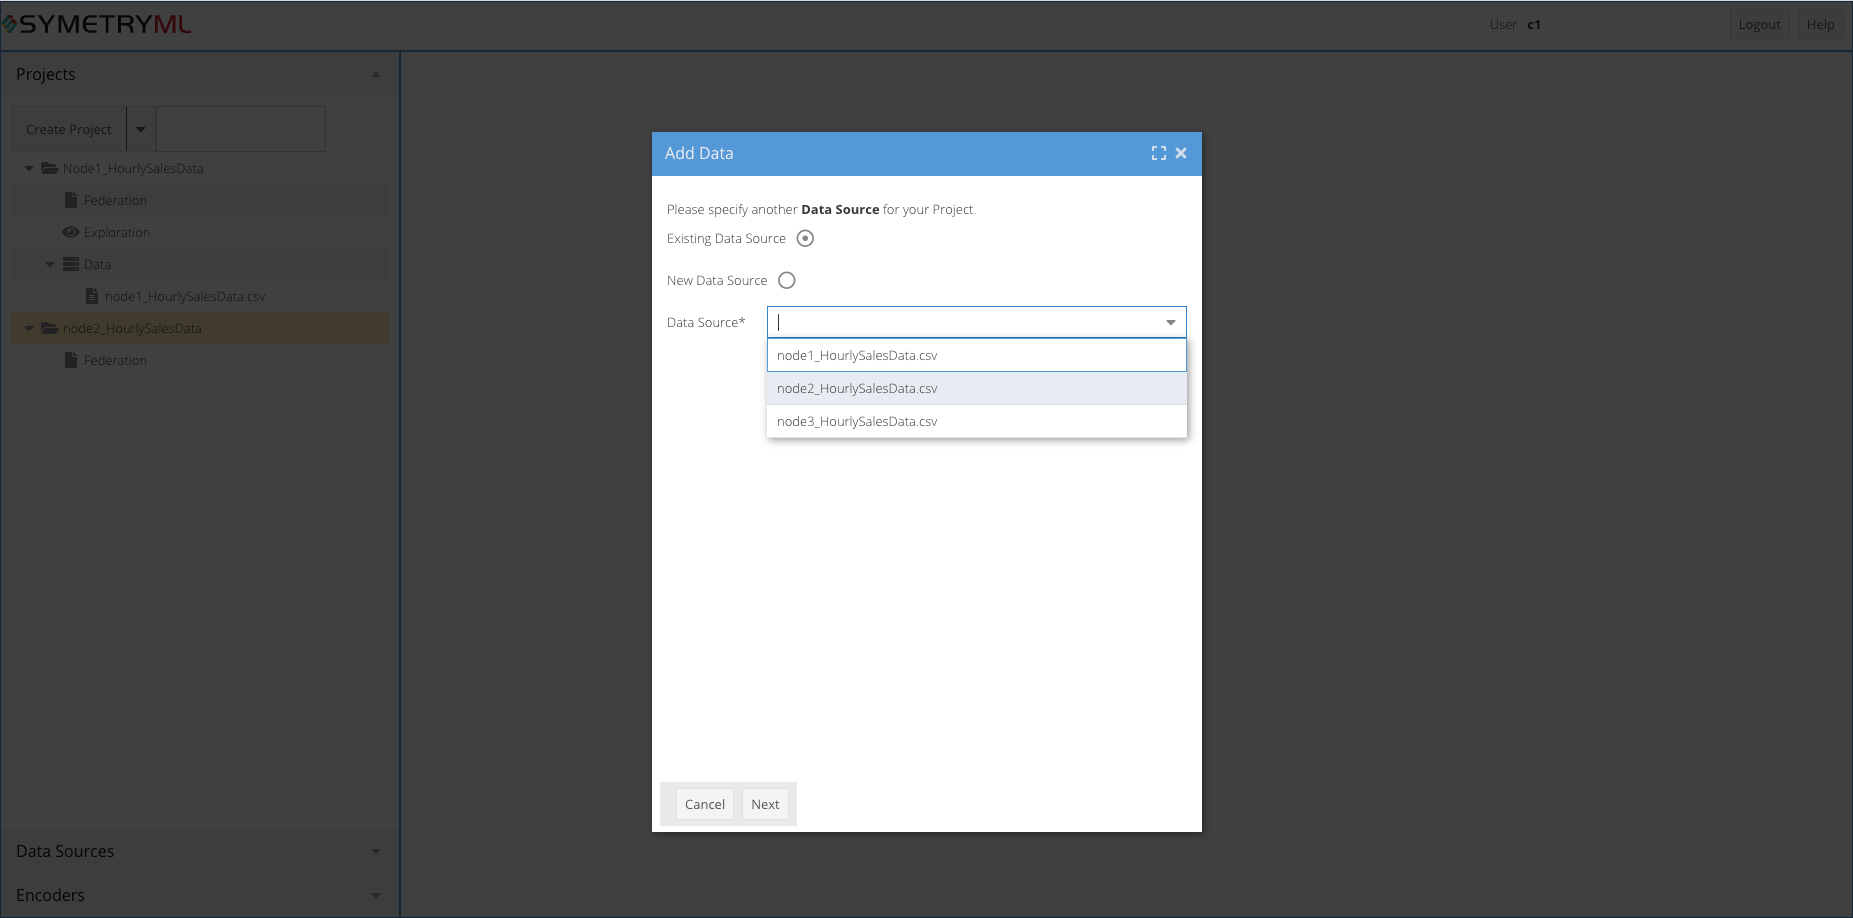 SYMETRYML
User : c1
Logout
Help
Projects
Create Project
Node1_HourlySalesData
Federation
Exploration
Data
node1_HourlySalesData.csv
node2_HourlySalesData
Federation
Data Sources
Encoders
Add Data
Please specify another Data Source for your Project.
Existing Data Source
New Data Source
Data Source*
node1_HourlySalesData.csv
node2_HourlySalesData.csv
node3_HourlySalesData.csv
Cancel
Next